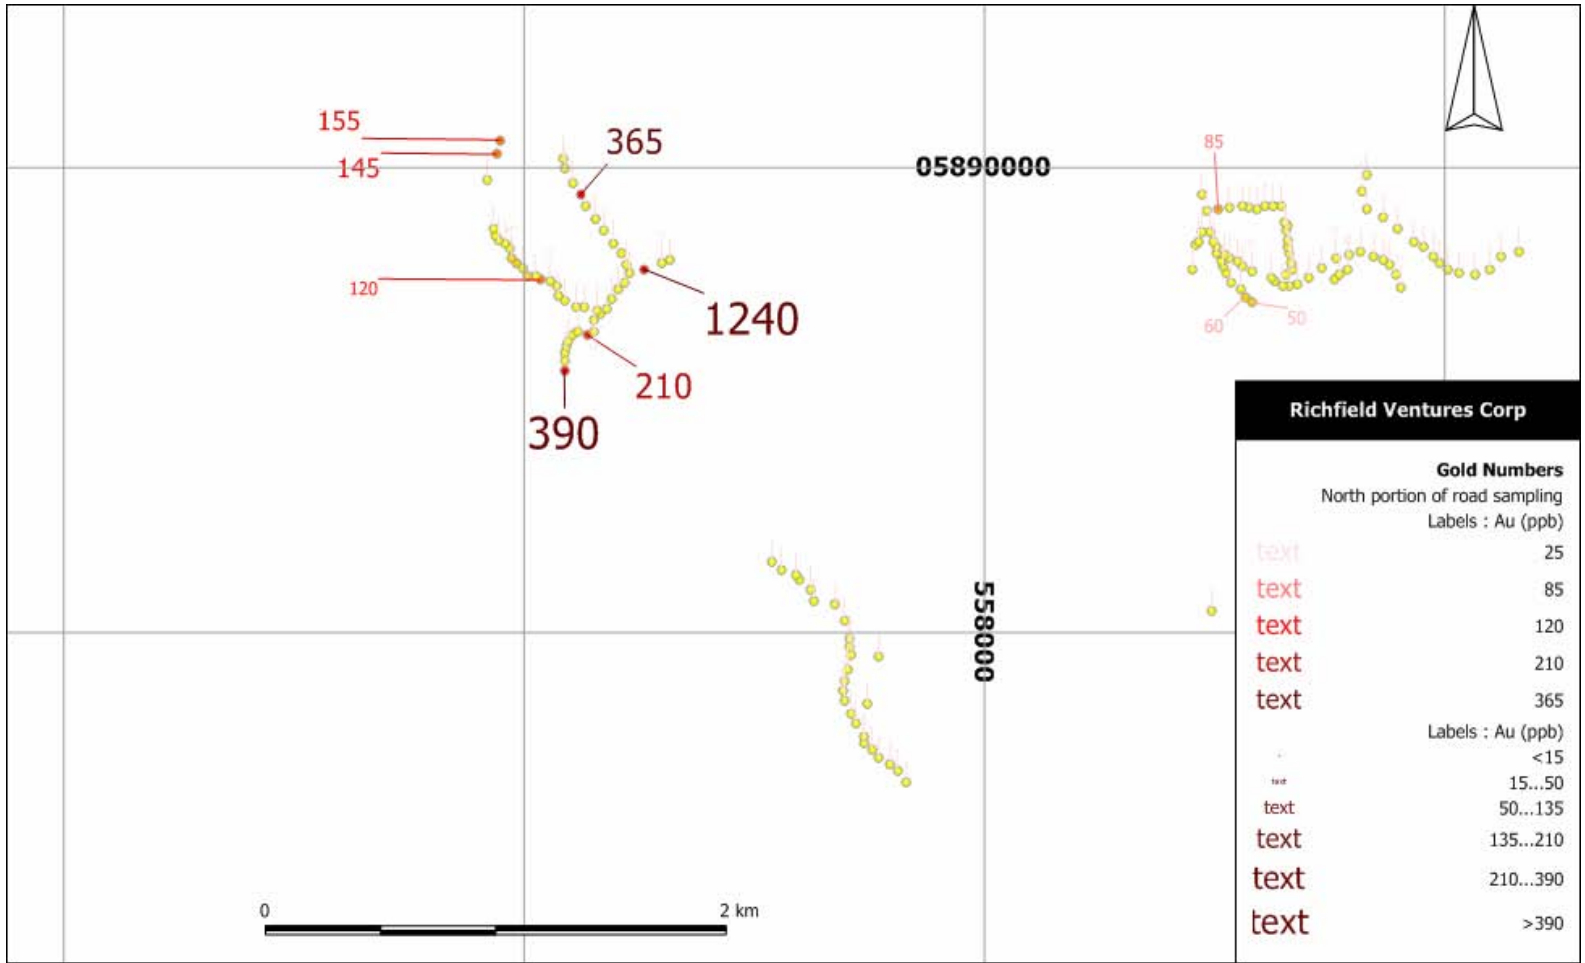 155
145
365
05890000
85
120
1240
60
50
210
390
5580000
0
2 km
Richfield Ventures Corp
Gold Numbers
North portion of road sampling
Labels : Au (ppb)
text 25
text 85
text 120
text 210
text 365
Labels : Au (ppb)
<15
text 15...50
text 50...135
text 135...210
text 210...390
text >390